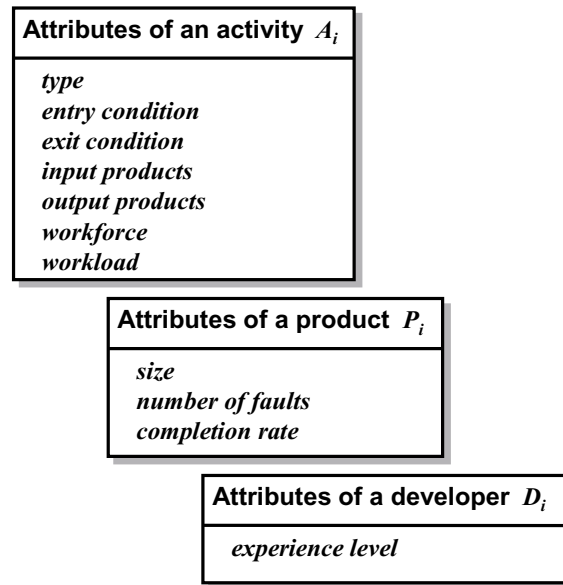 Attributes of an activity A_i
type
entry condition
exit condition
input products
output products
workforce
workload
Attributes of a product P_i
size
number of faults
completion rate
Attributes of a developer D_i
experience level